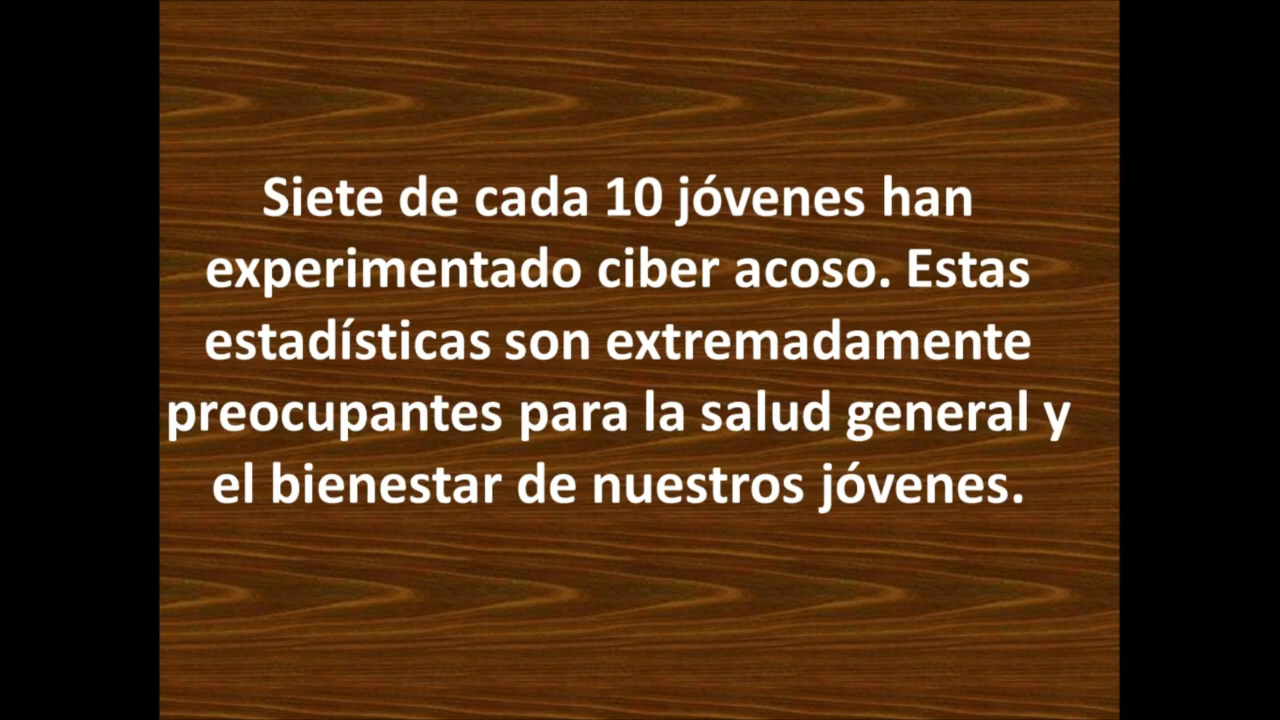 Siete de cada 10 jóvenes han
experimentado ciber acoso. Estas
estadísticas son extremadamente
preocupantes para la salud general y
el bienestar de nuestros jóvenes.